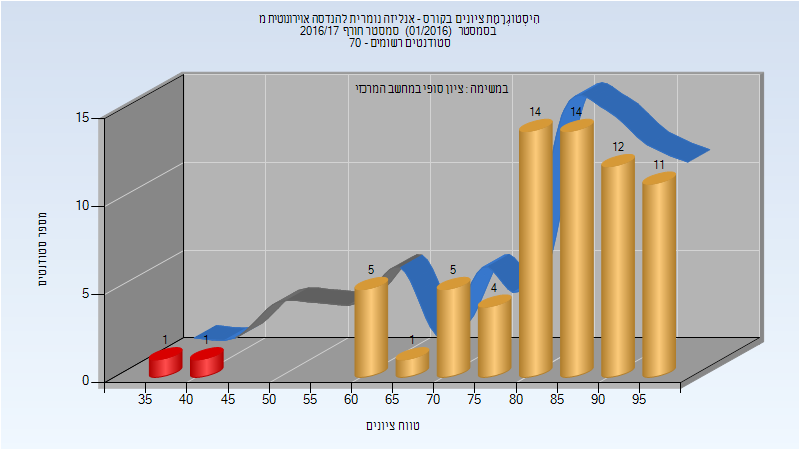 היסטוגרמת ציונים בקורס - אנליזה נומרית להנדסה אוירונוטית מ
בסמסטר (01/2016) סמסטר חורף 2016/17
סטודנטים רשומים - 70
במשימה : ציון סופי במחשב המרכזי
מספר סטודנטים
15
10
5
0
1
1
5
1
5
4
14
14
12
11
35 40 45 50 55 60 65 70 75 80 85 90 95
טווח ציונים